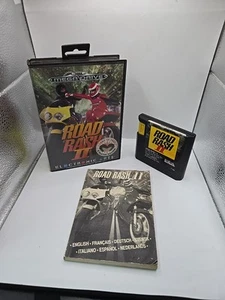 MEGA DRIVE
ROAD
RASH
II
ELECTRONIC ARTS
ROAD
RASH
II
ROAD RASH II
• ENGLISH • FRANÇAIS • DEUTSCH •
• ITALIANO • ESPAÑOL • NEDERLANDS •